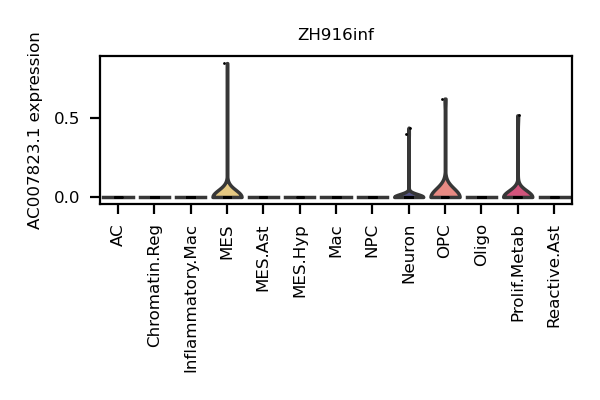 ZH916inf
AC007823.1 expression
0.5
0.0
AC
Chromatin.Reg
Inflammatory.Mac
MES
MES.Ast
MES.Hyp
Mac
NPC
Neuron
OPC
Oligo
Prolif.Metab
Reactive.Ast